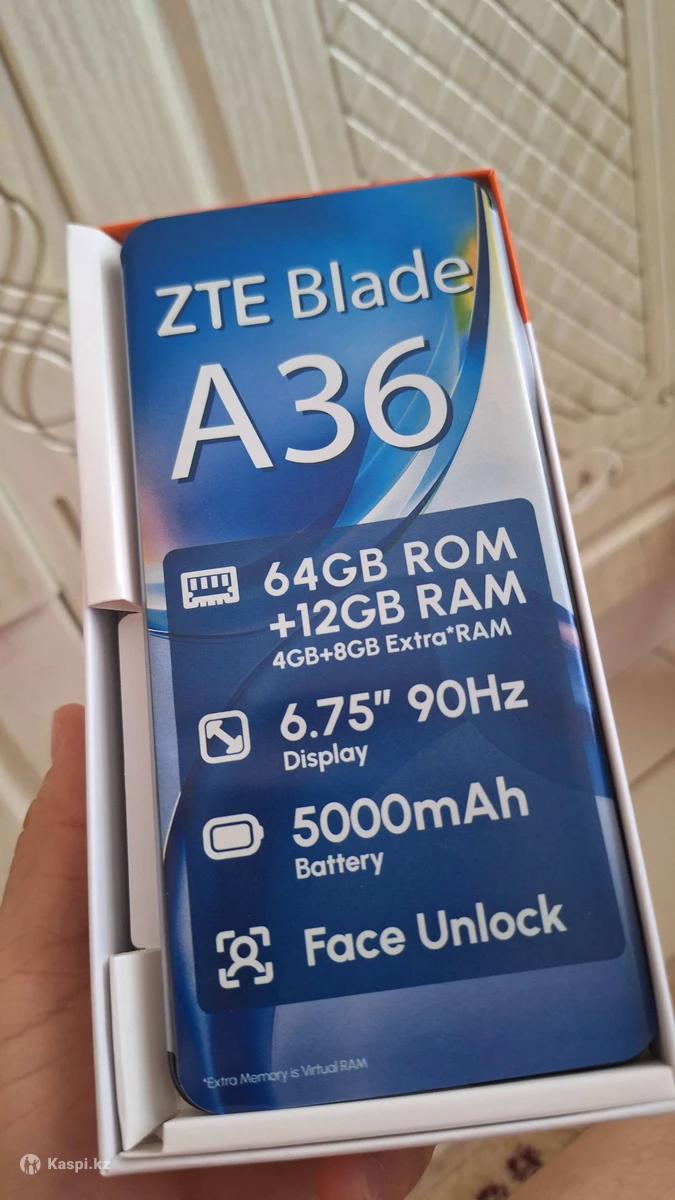 ZTE Blade
A36
64GB ROM
+12GB RAM
4GB+8GB Extra*RAM
6.75" 90Hz
Display
5000mAh
Battery
Face Unlock
*Extra Memory is Virtual RAM
Kaspi.kz